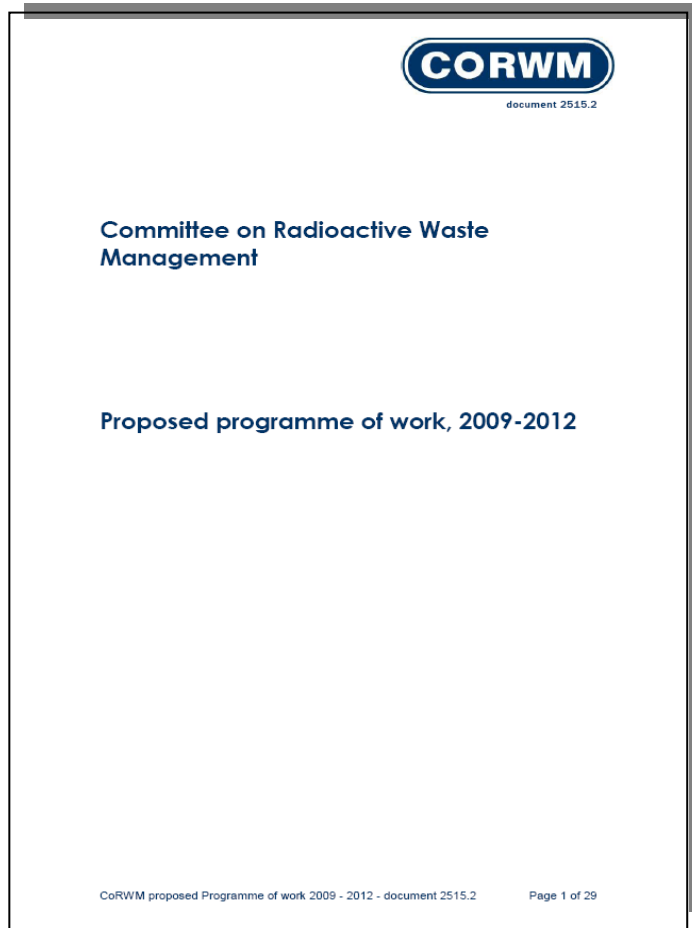 CORWM
document 2515.2
Committee on Radioactive Waste
Management
Proposed programme of work, 2009-2012
CoRWM proposed Programme of work 2009 - 2012 - document 2515.2 Page 1 of 29